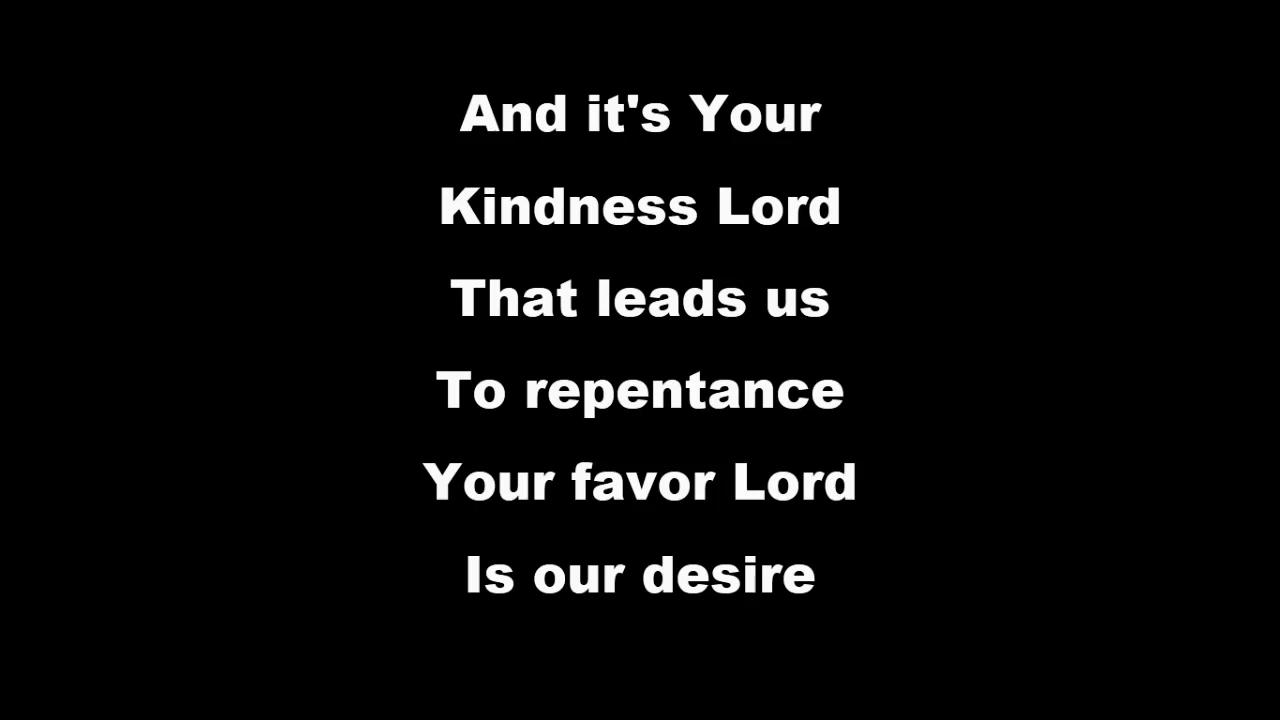 And it's Your
Kindness Lord
That leads us
To repentance
Your favor Lord
Is our desire